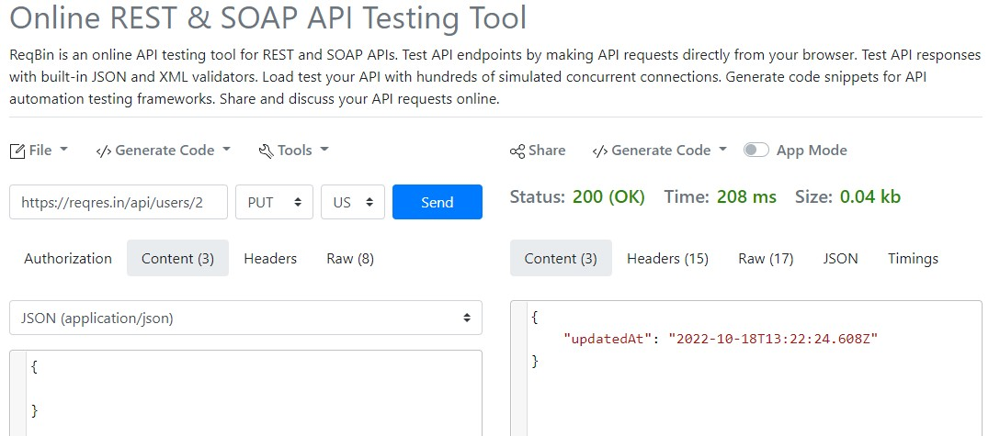 Online REST & SOAP API Testing Tool
ReqBin is an online API testing tool for REST and SOAP APIs. Test API endpoints by making API requests directly from your browser. Test API responses
with built-in JSON and XML validators. Load test your API with hundreds of simulated concurrent connections. Generate code snippets for API
automation testing frameworks. Share and discuss your API requests online.
File </> Generate Code Tools
Share </> Generate Code App Mode
https://reqres.in/api/users/2 PUT US Send
Status: 200 (OK) Time: 208 ms Size: 0.04 kb
Authorization Content (3) Headers Raw (8)
Content (3) Headers (15) Raw (17) JSON Timings
JSON (application/json)
{
}
{
"updatedAt": "2022-10-18T13:22:24.608Z"
}